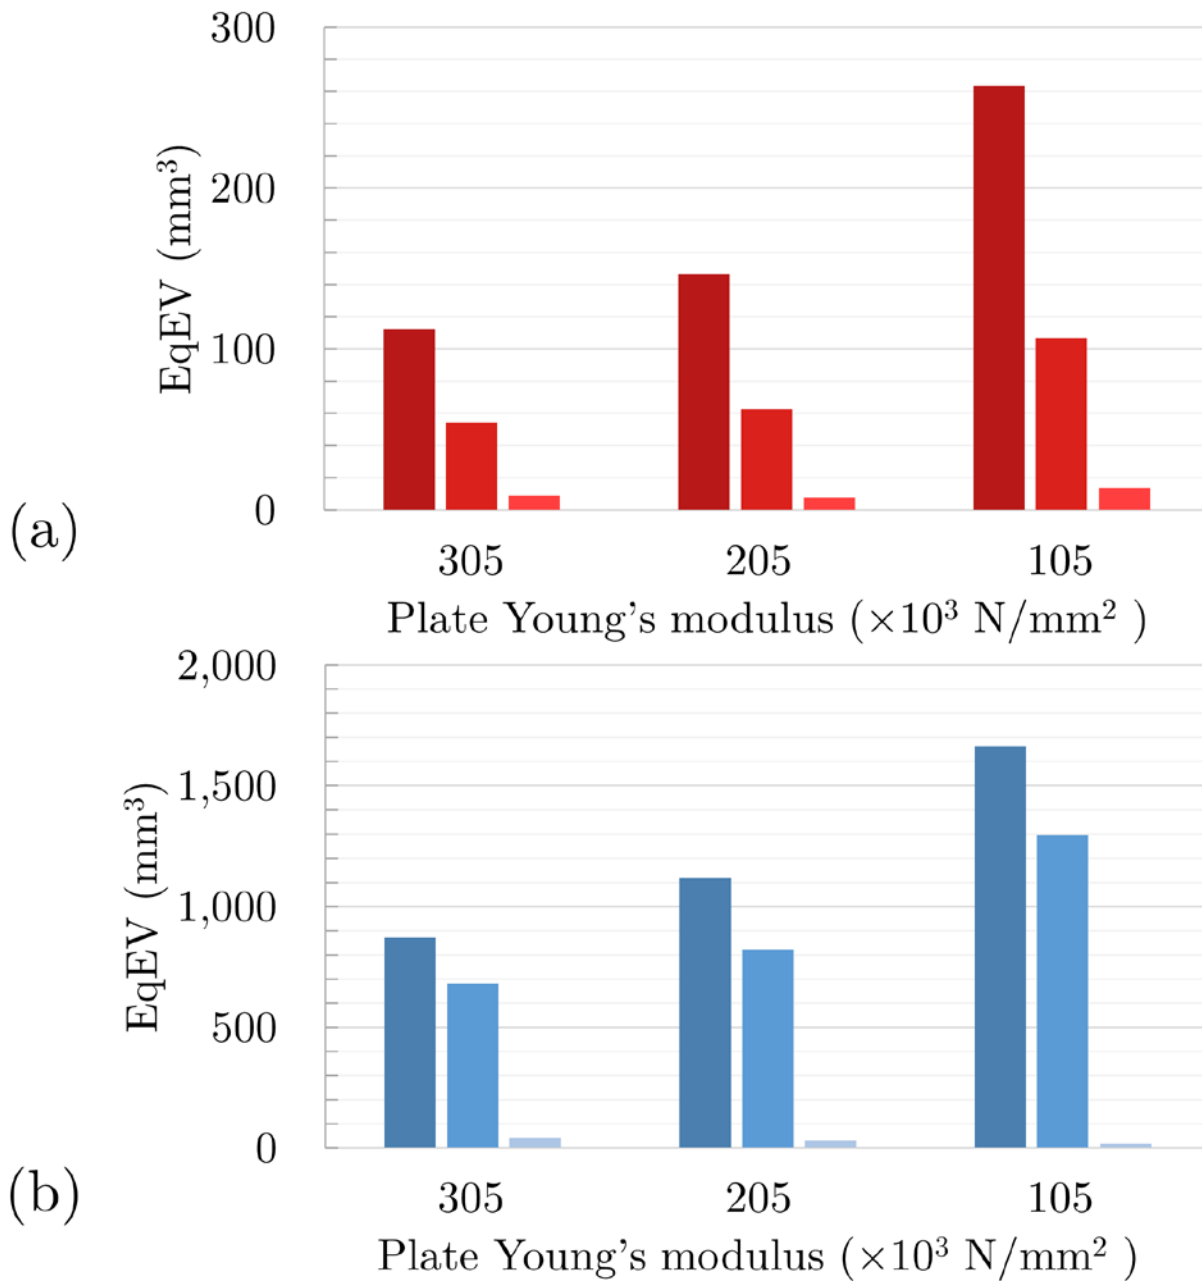 300
200
100
0
EqEV (mm³)
(a)
305 205 105
Plate Young's modulus (×10³ N/mm² )
2,000
1,500
1,000
500
0
EqEV (mm³)
(b)
305 205 105
Plate Young's modulus (×10³ N/mm² )